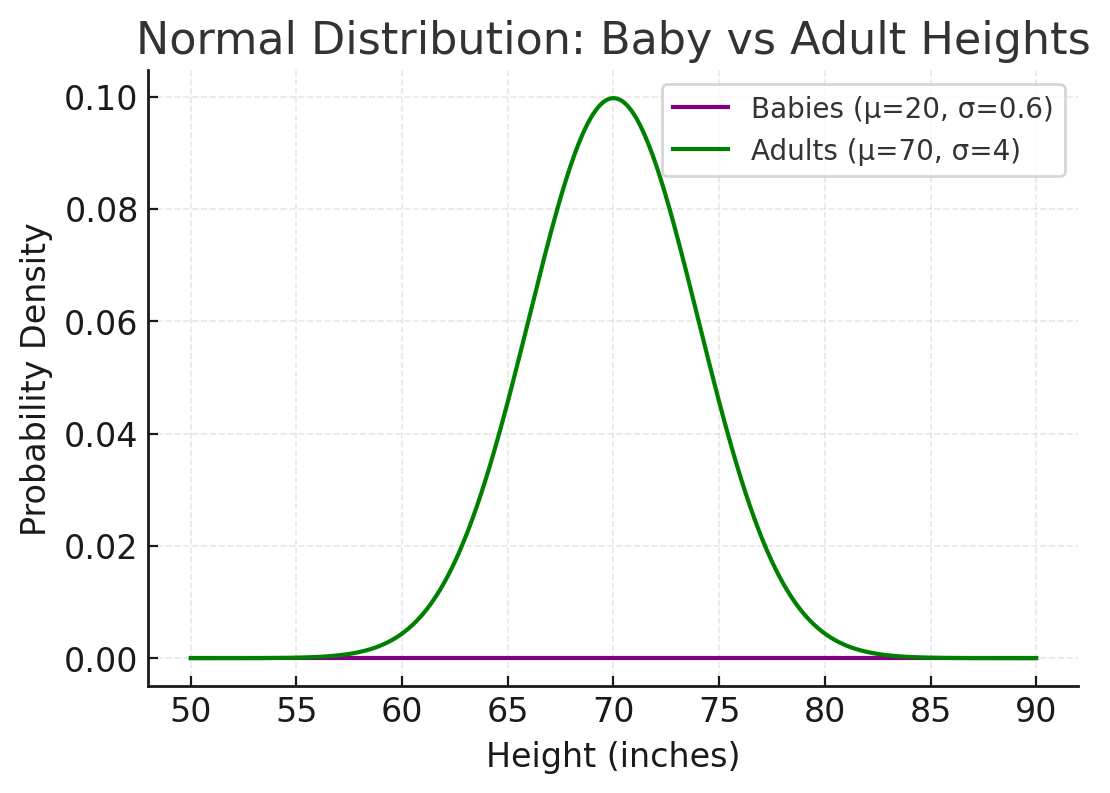 Normal Distribution: Baby vs Adult Heights
Babies (μ=20, σ=0.6)
Adults (μ=70, σ=4)
Probability Density
0.10
0.08
0.06
0.04
0.02
0.00
50 55 60 65 70 75 80 85 90
Height (inches)